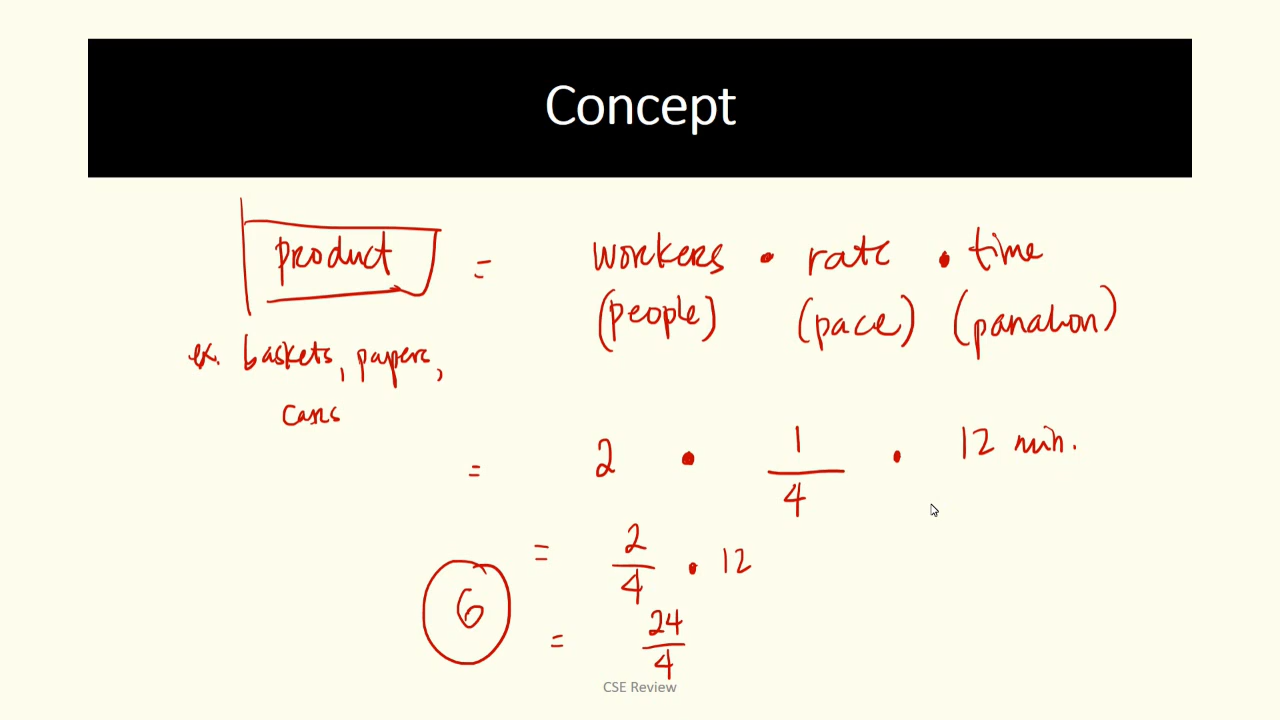 Concept
product = workers · rate · time
(people) (pace) (panahon)
ex. baskets, papers,
cans
= 2 · 1/4 · 12 min.
= 2/4 · 12
6 = 24/4
CSE Review